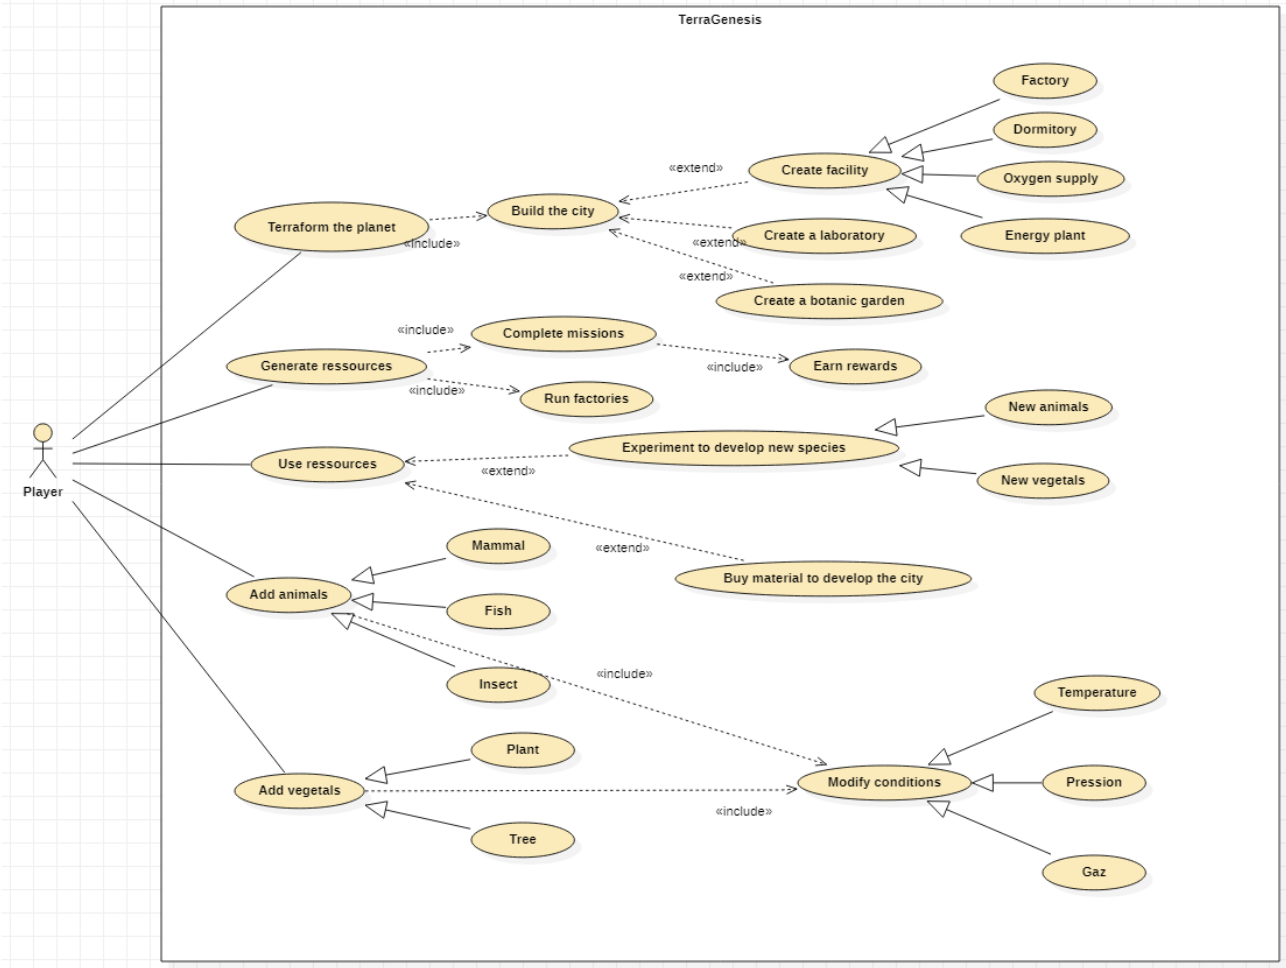 TerraGenesis
Factory
Dormitory
«extend»
Create facility
Oxygen supply
Build the city
Terraform the planet
«include»
«extend»
Create a laboratory
Energy plant
«extend»
Create a botanic garden
«include»
Complete missions
Generate ressources
«include»
Earn rewards
«include»
Run factories
New animals
Experiment to develop new species
Use ressources
«extend»
New vegetals
Player
Mammal
«extend»
Buy material to develop the city
Add animals
Fish
«include»
Insect
Temperature
Plant
Modify conditions
Pression
Add vegetals
«include»
Tree
Gaz